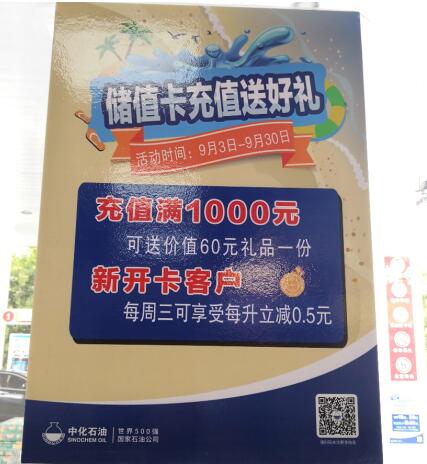 储值卡充值送好礼
活动时间：9月3日-9月30日
充值满1000元
可送价值60元礼品一份
新开卡客户
每周三可享受每升立减0.5元
中化石油
SINOCHEM OIL
世界500强
国家石油公司